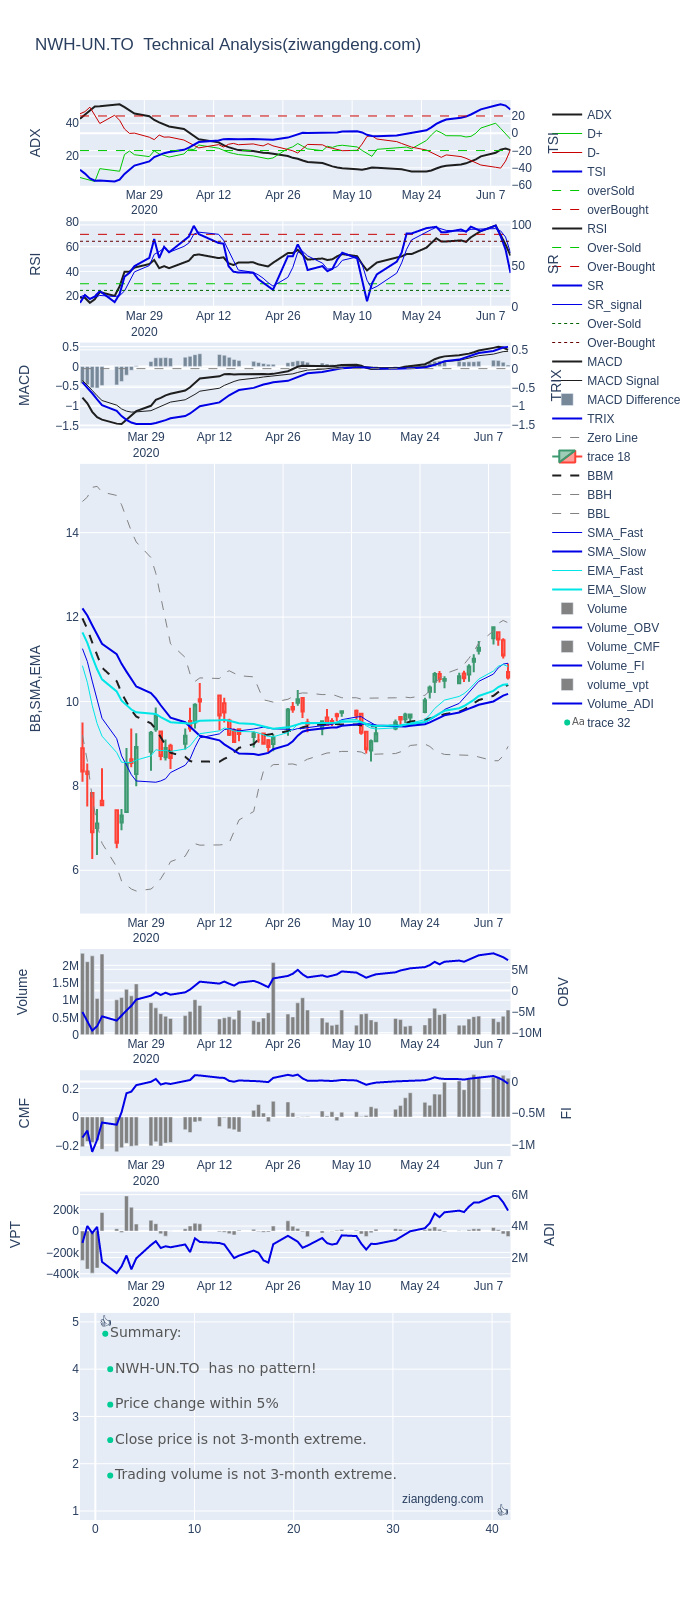 NWH-UN.TO  Technical Analysis(ziwangdeng.com)
ADX
40
20
20
0
−20
−40
−60
TSI
Mar 29
2020
Apr 12
Apr 26
May 10
May 24
Jun 7
RSI
80
60
40
20
100
50
0
SR
Mar 29
2020
Apr 12
Apr 26
May 10
May 24
Jun 7
MACD
0.5
0
−0.5
−1
−1.5
0.5
0
−0.5
−1
−1.5
TRIX
Mar 29
2020
Apr 12
Apr 26
May 10
May 24
Jun 7
ADX
D+
D-
TSI
overSold
overBought
RSI
Over-Sold
Over-Bought
SR
SR_signal
Over-Sold
Over-Bought
MACD
MACD Signal
MACD Difference
TRIX
Zero Line
trace 18
BBM
BBH
BBL
SMA_Fast
SMA_Slow
EMA_Fast
EMA_Slow
Volume
Volume_OBV
Volume_CMF
Volume_FI
volume_vpt
Volume_ADI
Aa trace 32
BB,SMA,EMA
14
12
10
8
6
Mar 29
2020
Apr 12
Apr 26
May 10
May 24
Jun 7
Volume
2M
1.5M
1M
0.5M
0
5M
0
−5M
−10M
OBV
Mar 29
2020
Apr 12
Apr 26
May 10
May 24
Jun 7
CMF
0.2
0
−0.2
0
−0.5M
−1M
FI
Mar 29
2020
Apr 12
Apr 26
May 10
May 24
Jun 7
VPT
200k
0
−200k
−400k
6M
4M
2M
ADI
Mar 29
2020
Apr 12
Apr 26
May 10
May 24
Jun 7
5
4
3
2
1
Summary:
NWH-UN.TO  has no pattern!
Price change within 5%
Close price is not 3-month extreme.
Trading volume is not 3-month extreme.
ziangdeng.com
0
10
20
30
40